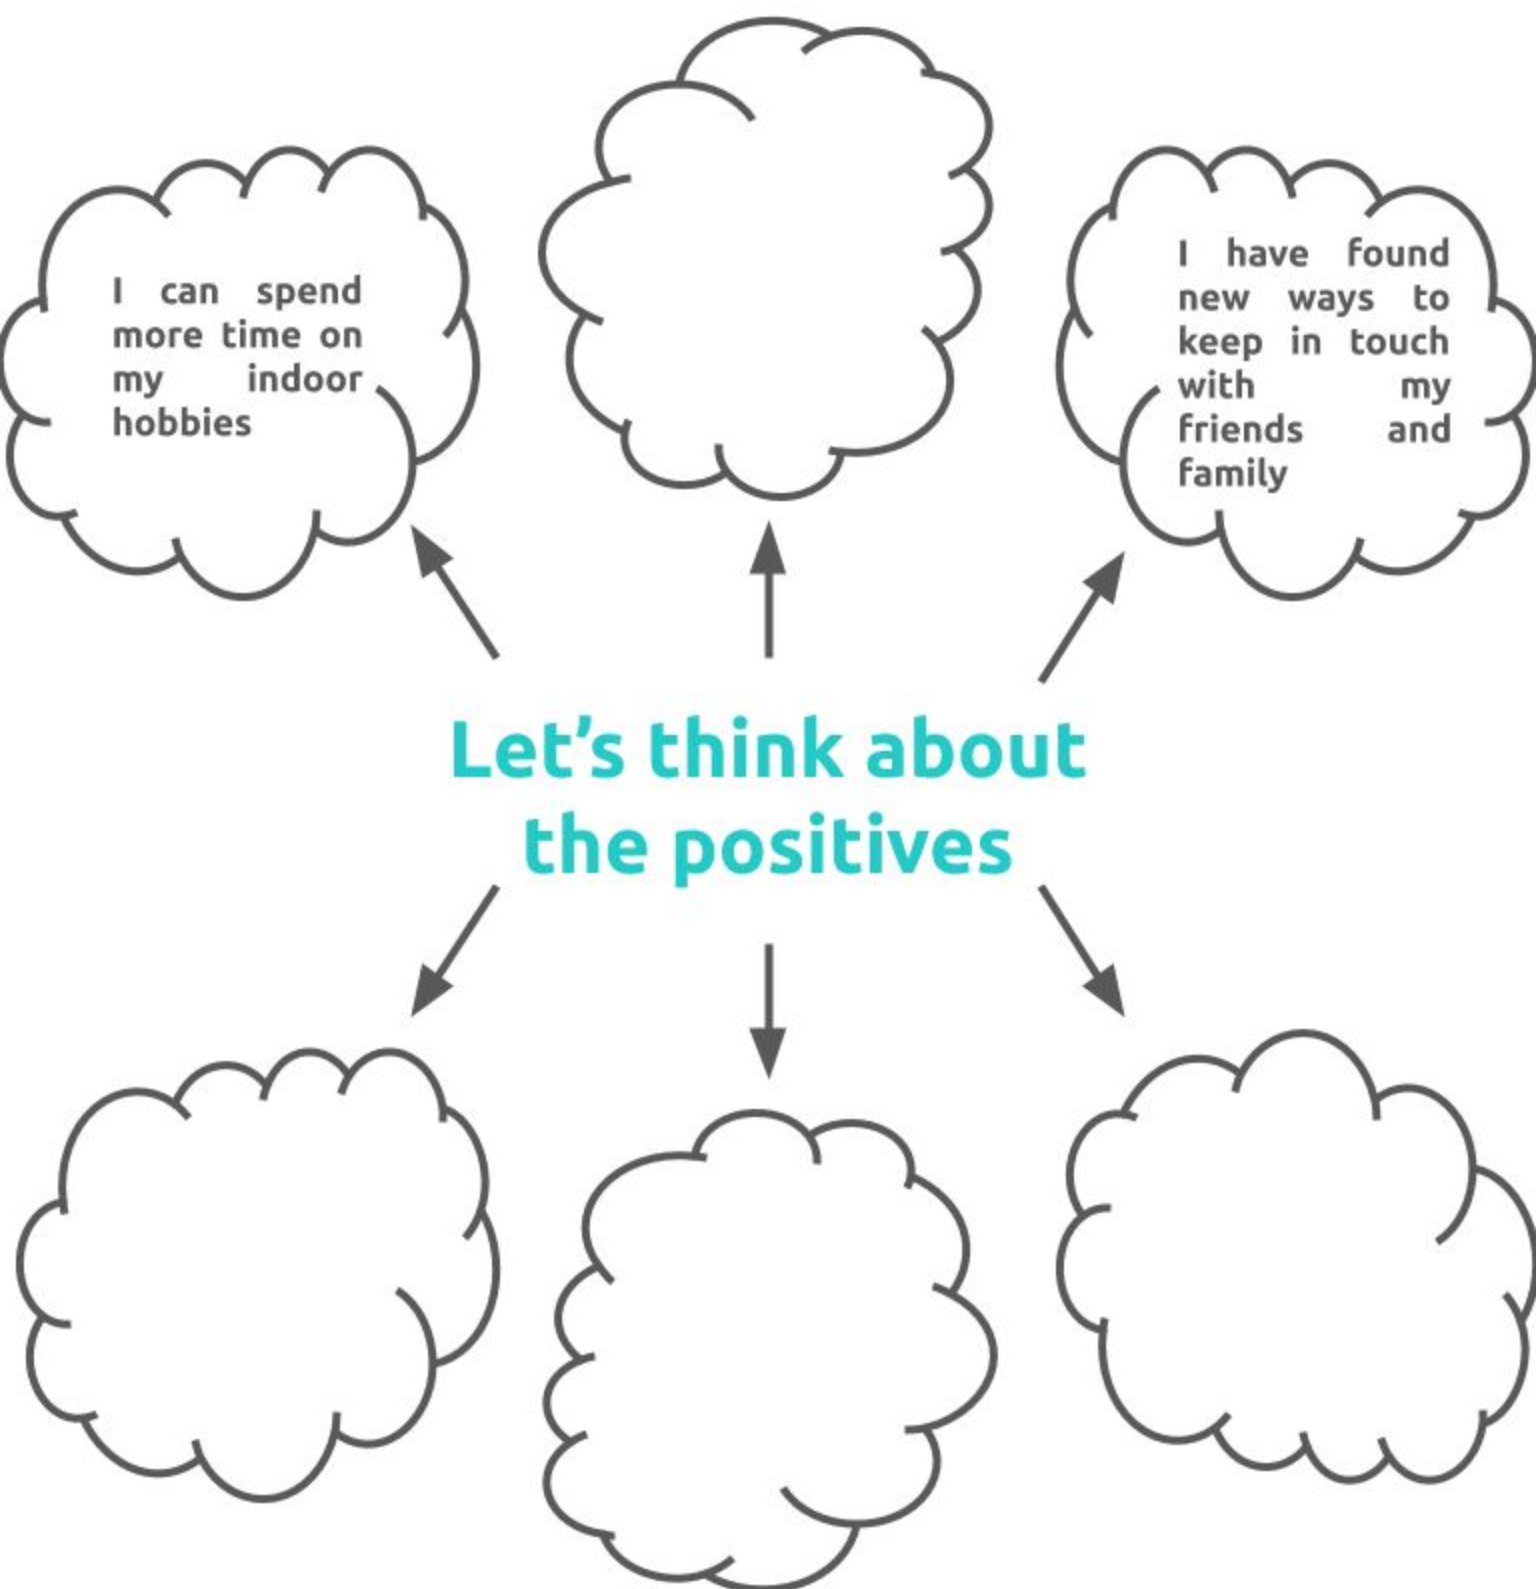 I can spend
more time on
my indoor
hobbies
I have found
new ways to
keep in touch
with my
friends and
family
Let's think about
the positives